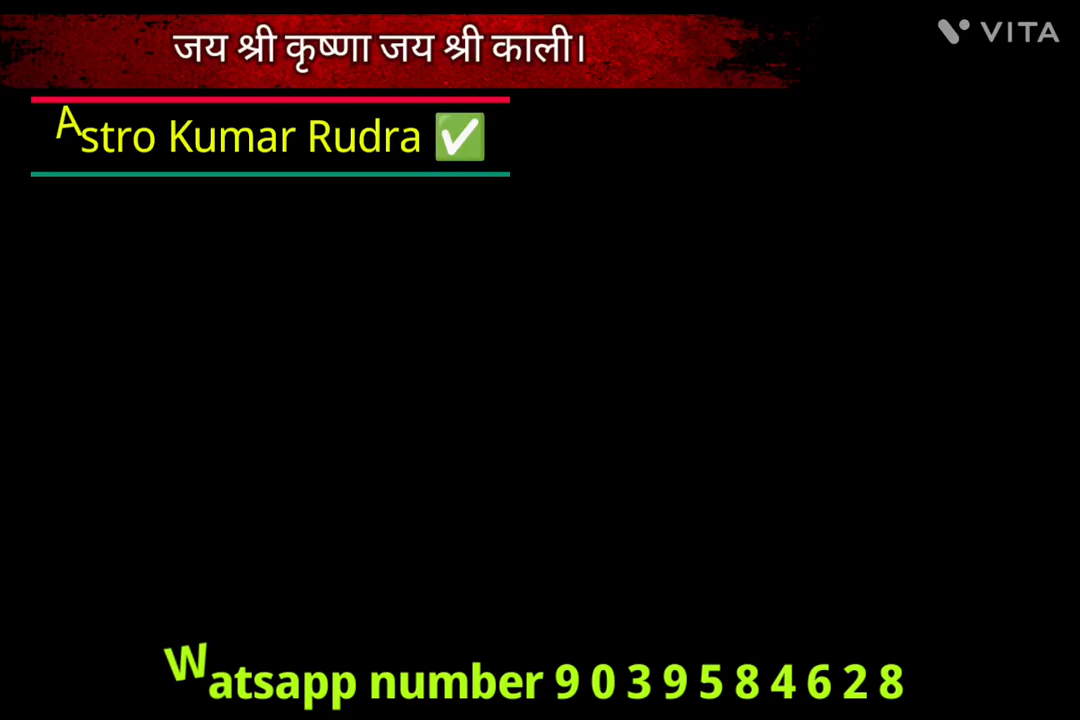 जय श्री कृष्णा जय श्री काली।
VITA
Astro Kumar Rudra ✅
Watsapp number 9 0 3 9 5 8 4 6 2 8